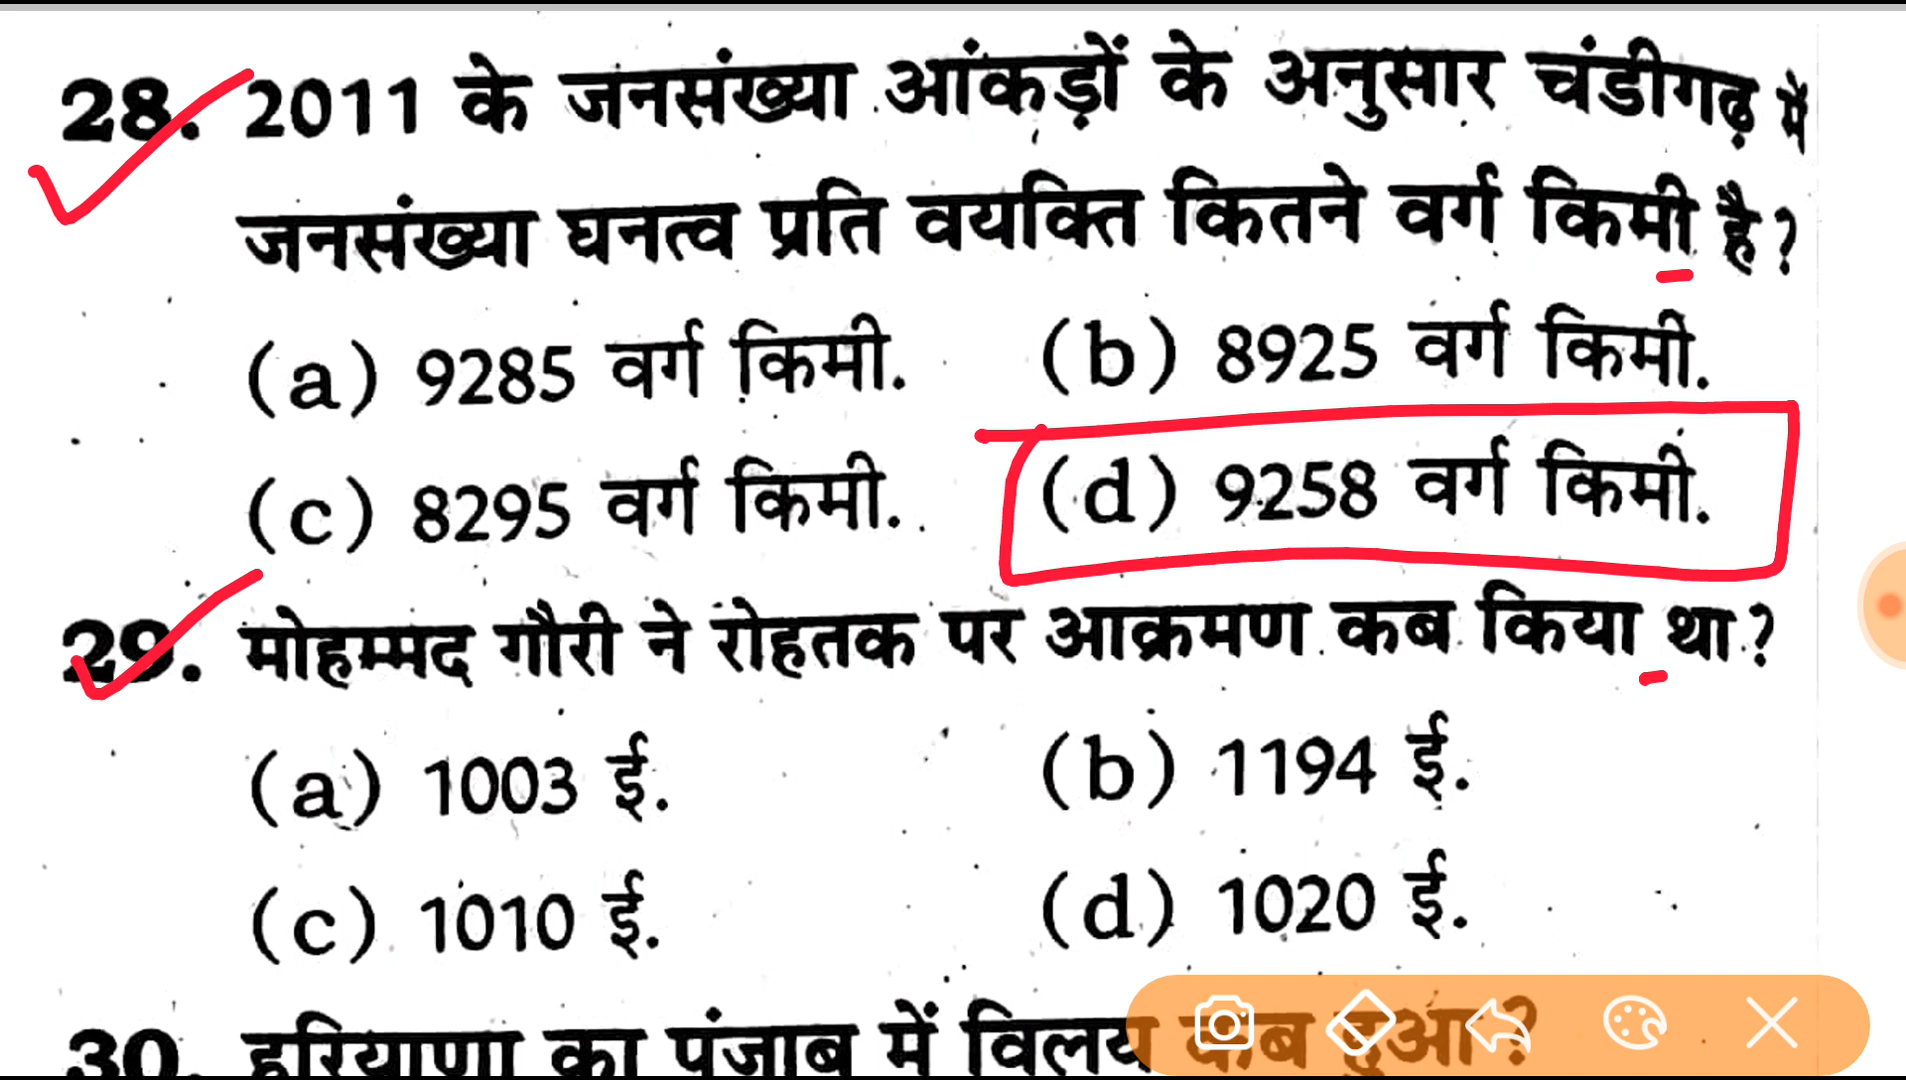 28. 2011 के जनसंख्या आंकड़ों के अनुसार चंडीगढ़ में
जनसंख्या घनत्व प्रति वयक्ति कितने वर्ग किमी है?
(a) 9285 वर्ग किमी. (b) 8925 वर्ग किमी.
(c) 8295 वर्ग किमी. (d) 9258 वर्ग किमी.
29. मोहम्मद गौरी ने रोहतक पर आक्रमण कब किया था?
(a) 1003 ई. (b) 1194 ई.
(c) 1010 ई. (d) 1020 ई.
30. हरियाणा का पंजाब में विलय कब हुआ?